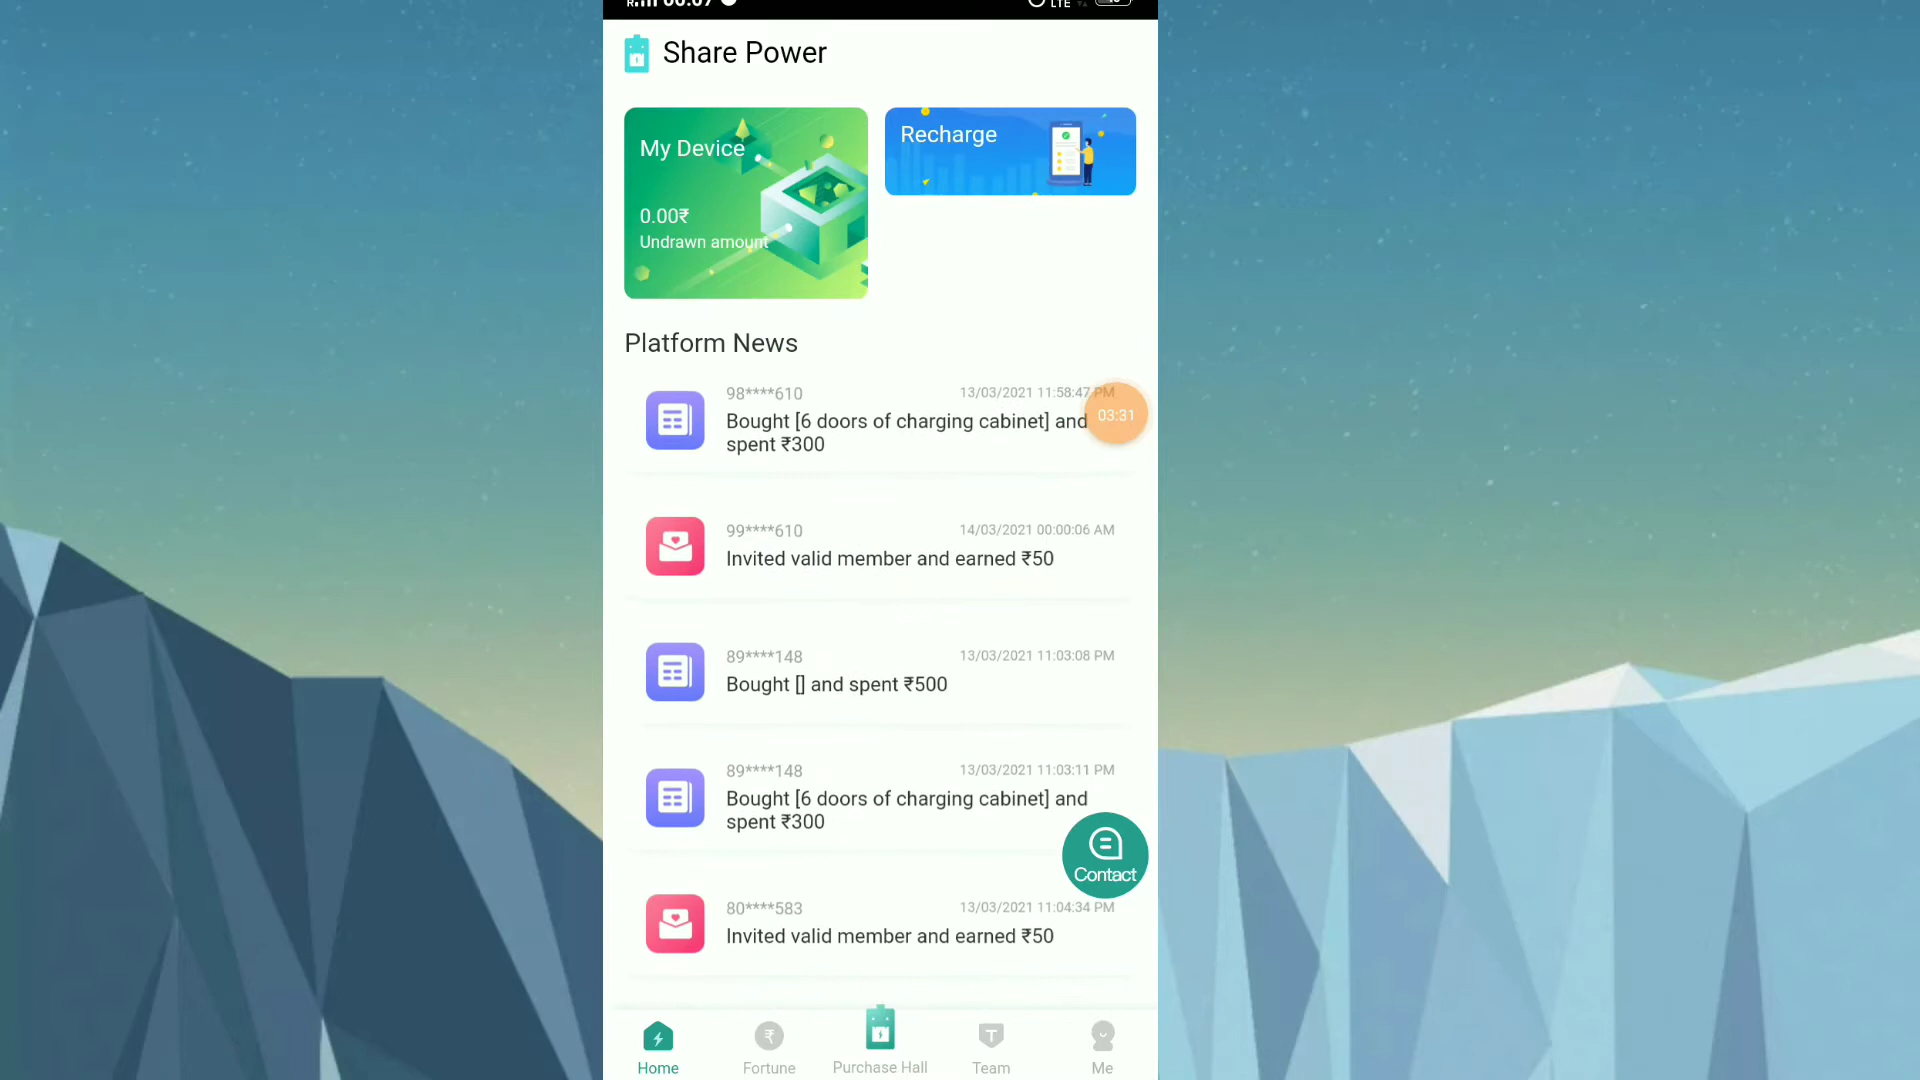 LTE
Share Power
My Device
Recharge
0.00₹
Undrawn amount
Platform News
98****610
13/03/2021 11:58:47 PM
Bought [6 doors of charging cabinet] and
spent ₹300
03:31
99****610
14/03/2021 00:00:06 AM
Invited valid member and earned ₹50
89****148
13/03/2021 11:03:08 PM
Bought [] and spent ₹500
89****148
13/03/2021 11:03:11 PM
Bought [6 doors of charging cabinet] and
spent ₹300
Contact
80****583
13/03/2021 11:04:34 PM
Invited valid member and earned ₹50
Home
Fortune
Purchase Hall
Team
Me